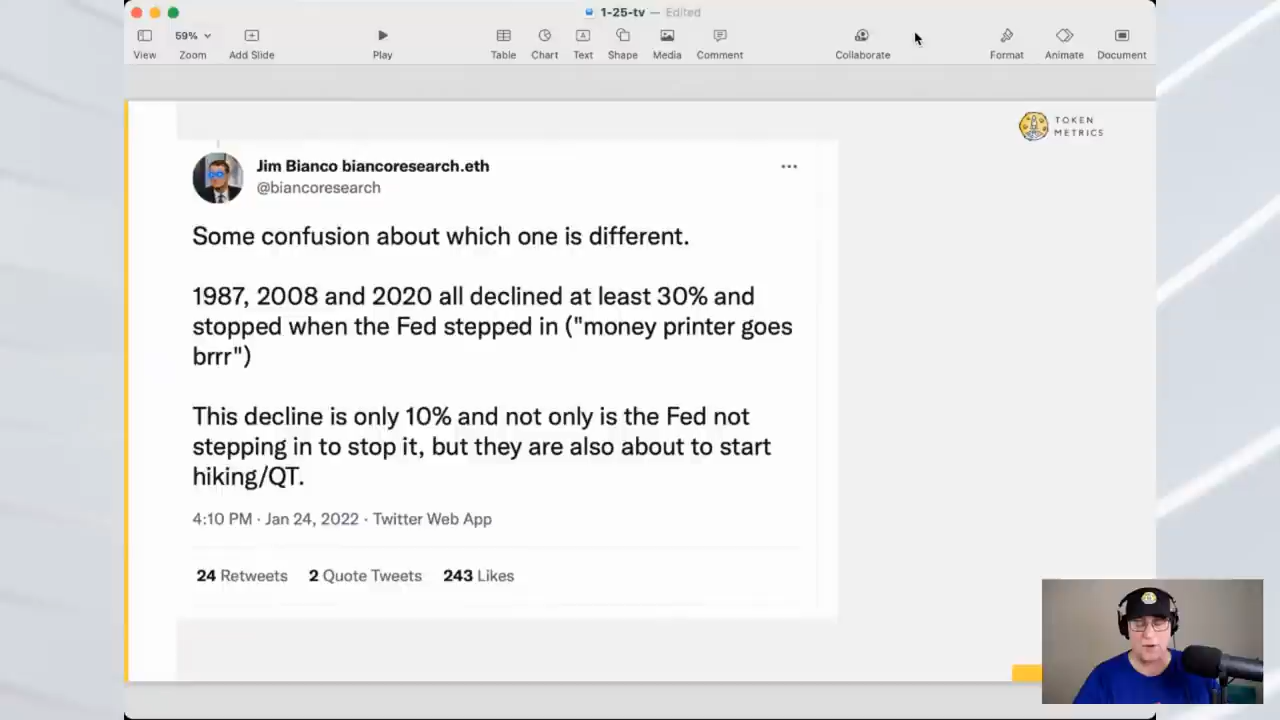 1-25-tv — Edited
59%
View Zoom Add Slide Play Table Chart Text Shape Media Comment Collaborate Format Animate Document
TOKEN
METRICS
Jim Bianco biancoresearch.eth
@biancoresearch
Some confusion about which one is different.
1987, 2008 and 2020 all declined at least 30% and
stopped when the Fed stepped in ("money printer goes
brrr")
This decline is only 10% and not only is the Fed not
stepping in to stop it, but they are also about to start
hiking/QT.
4:10 PM · Jan 24, 2022 · Twitter Web App
24 Retweets 2 Quote Tweets 243 Likes